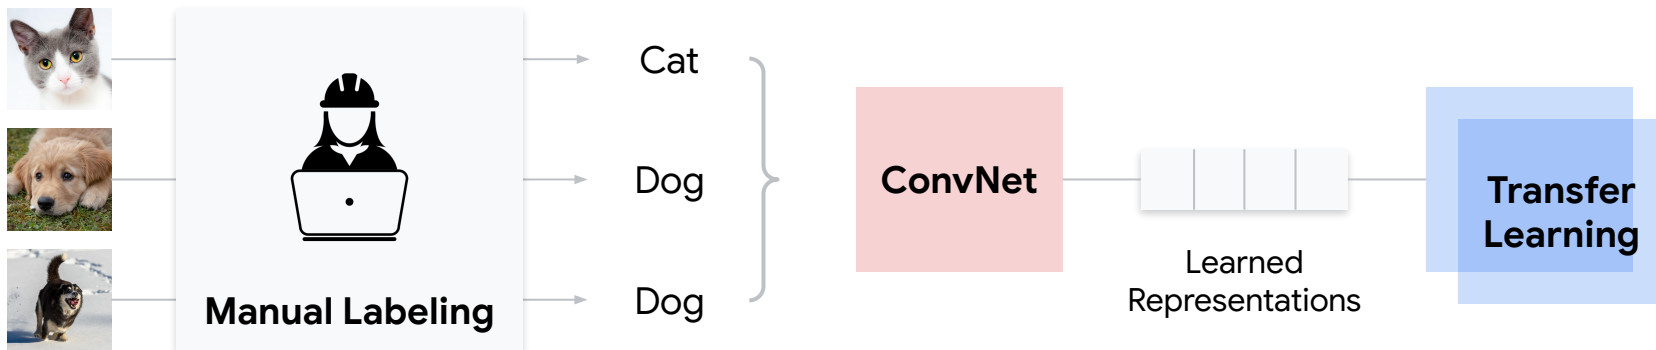 Cat
Dog
Dog
Manual Labeling
ConvNet
Learned
Representations
Transfer
Learning